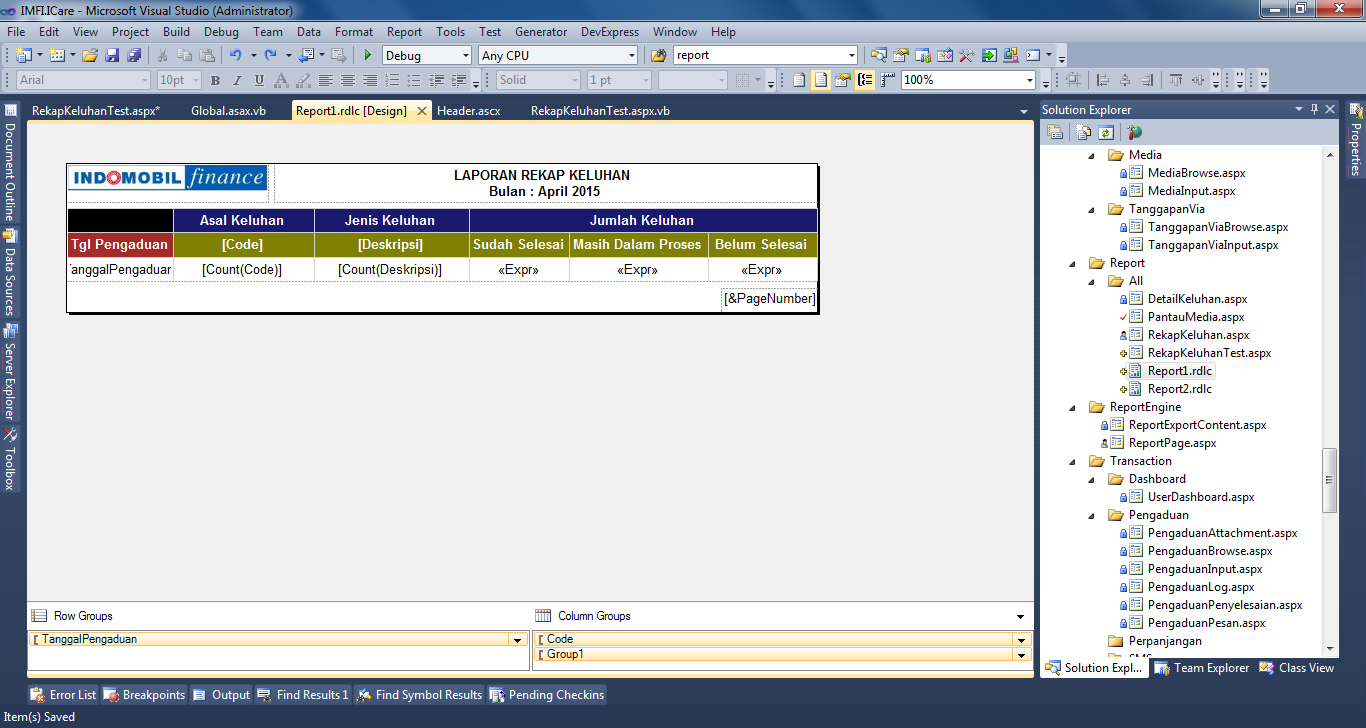 IMFI.ICare - Microsoft Visual Studio (Administrator)
File Edit View Project Build Debug Team Data Format Report Tools Test Generator DevExpress Window Help
Debug Any CPU report
Arial 10pt B I U A Solid 1 pt 100%
RekapKeluhanTest.aspx* Global.asax.vb Report1.rdlc [Design] Header.ascx RekapKeluhanTest.aspx.vb
Document Outline
Data Sources
Server Explorer
Toolbox
INDOMOBIL finance
LAPORAN REKAP KELUHAN
Bulan : April 2015
Asal Keluhan Jenis Keluhan Jumlah Keluhan
Tgl Pengaduan [Code] [Deskripsi] Sudah Selesai Masih Dalam Proses Belum Selesai
TanggalPengaduan [Count(Code)] [Count(Deskripsi)] «Expr» «Expr» «Expr»
[&PageNumber]
Row Groups Column Groups
TanggalPengaduan Code
Group1
Solution Explorer
Media
MediaBrowse.aspx
MediaInput.aspx
TanggapanVia
TanggapanViaBrowse.aspx
TanggapanViaInput.aspx
Report
All
DetailKeluhan.aspx
PantauMedia.aspx
RekapKeluhan.aspx
RekapKeluhanTest.aspx
Report1.rdlc
Report2.rdlc
ReportEngine
ReportExportContent.aspx
ReportPage.aspx
Transaction
Dashboard
UserDashboard.aspx
Pengaduan
PengaduanAttachment.aspx
PengaduanBrowse.aspx
PengaduanInput.aspx
PengaduanLog.aspx
PengaduanPenyelesaian.aspx
PengaduanPesan.aspx
Perpanjangan
Solution Expl... Team Explorer Class View
Properties
Error List Breakpoints Output Find Results 1 Find Symbol Results Pending Checkins
Item(s) Saved